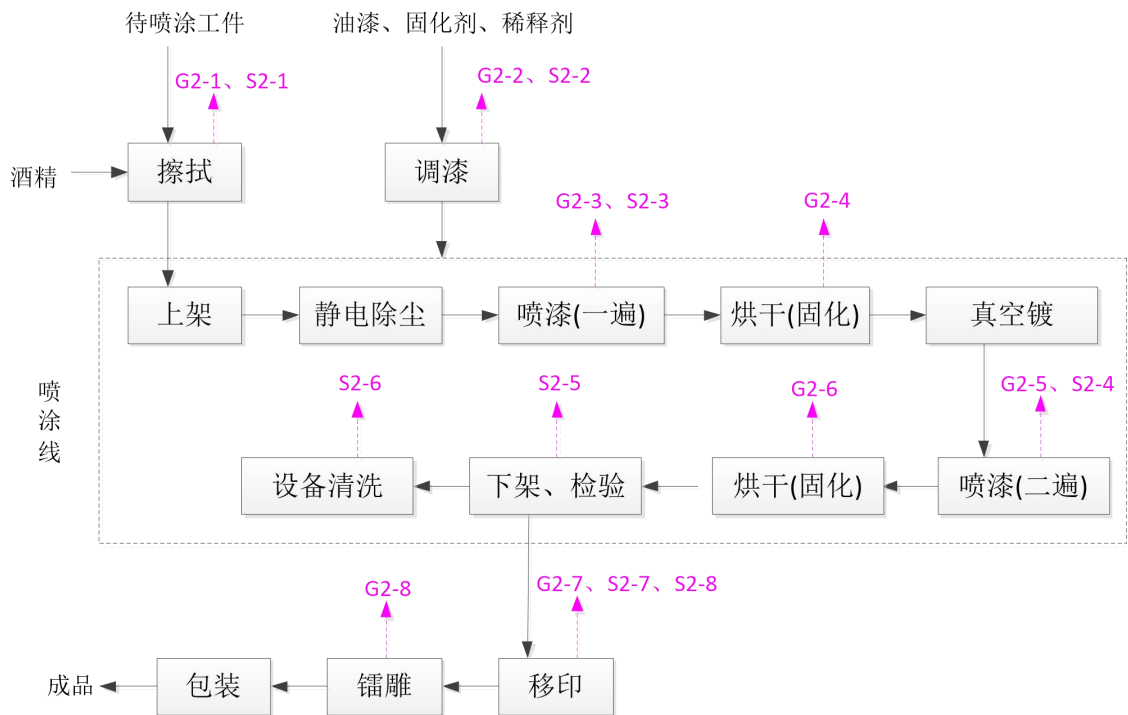 待喷涂工件
油漆、固化剂、稀释剂
G2-1、S2-1
G2-2、S2-2
酒精
擦拭
调漆
G2-3、S2-3
G2-4
上架
静电除尘
喷漆(一遍)
烘干(固化)
真空镀
喷涂线
S2-6
S2-5
G2-6
G2-5、S2-4
设备清洗
下架、检验
烘干(固化)
喷漆(二遍)
G2-8
G2-7、S2-7、S2-8
成品
包装
镭雕
移印